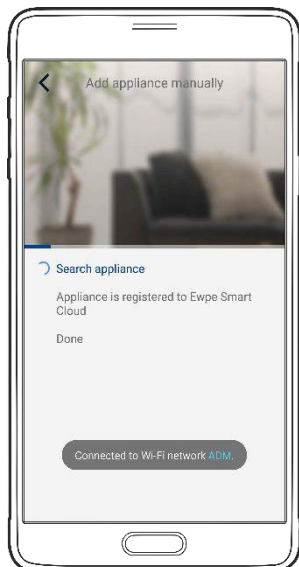 Add appliance manually
Search appliance
Appliance is registered to Ewpe Smart
Cloud
Done
Connected to Wi-Fi network ADM.